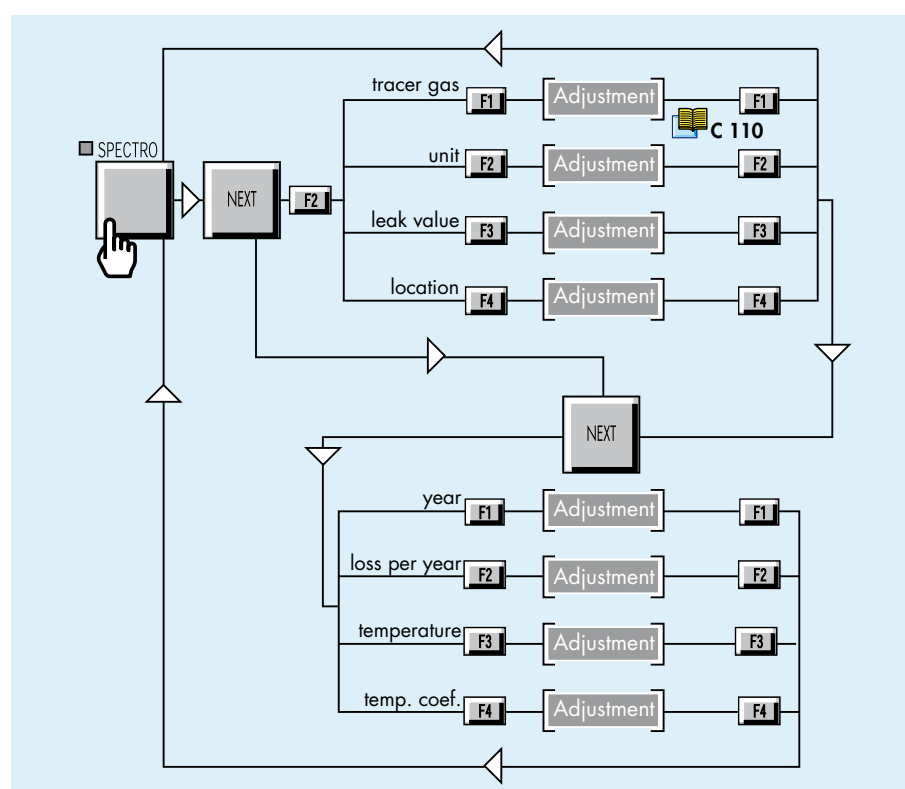 tracer gas F1 Adjustment F1
C 110
SPECTRO
unit F2 Adjustment F2
NEXT F2
leak value F3 Adjustment F3
location F4 Adjustment F4
NEXT
year F1 Adjustment F1
loss per year F2 Adjustment F2
temperature F3 Adjustment F3
temp. coef. F4 Adjustment F4